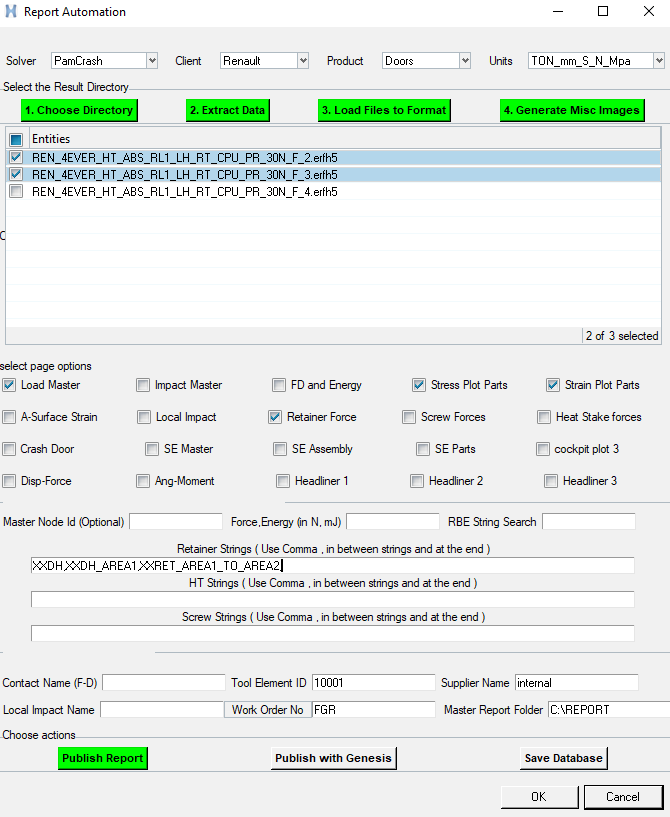 Report Automation
Solver PamCrash Client Renault Product Doors Units TON_mm_S_N_Mpa
Select the Result Directory
1. Choose Directory 2. Extract Data 3. Load Files to Format 4. Generate Misc Images
Entities
REN_4EVER_HT_ABS_RL1_LH_RT_CPU_PR_30N_F_2.erfh5
REN_4EVER_HT_ABS_RL1_LH_RT_CPU_PR_30N_F_3.erfh5
REN_4EVER_HT_ABS_RL1_LH_RT_CPU_PR_30N_F_4.erfh5
2 of 3 selected
select page options
Load Master Impact Master FD and Energy Stress Plot Parts Strain Plot Parts
A-Surface Strain Local Impact Retainer Force Screw Forces Heat Stake forces
Crash Door SE Master SE Assembly SE Parts cockpit plot 3
Disp-Force Ang-Moment Headliner 1 Headliner 2 Headliner 3
Master Node Id (Optional) Force,Energy (in N, mJ) RBE String Search
Retainer Strings ( Use Comma , in between strings and at the end )
XXDH,XXDH_AREA1,XXRET_AREA1_TO_AREA2,
HT Strings ( Use Comma , in between strings and at the end )
Screw Strings ( Use Comma , in between strings and at the end )
Contact Name (F-D) Tool Element ID 10001 Supplier Name internal
Local Impact Name Work Order No FGR Master Report Folder C:\REPORT
Choose actions
Publish Report Publish with Genesis Save Database
OK Cancel